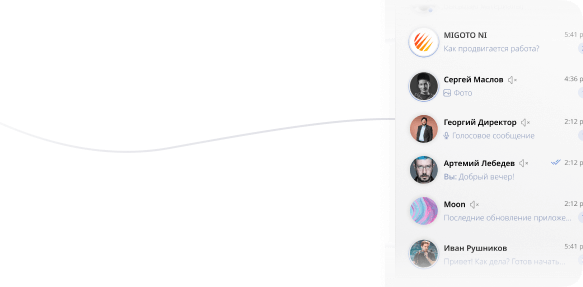 MIGOTO NI 5:41 p
Как продвигается работа?
Сергей Маслов 4:36 p
Фото
Георгий Директор 2:12 p
Голосовое сообщение
Артемий Лебедев 2:12 p
Вы: Добрый вечер!
Moon 2:12 p
Последние обновление приложе...
Иван Рушников 5:41 p
Привет! Как дела? Готов начать...